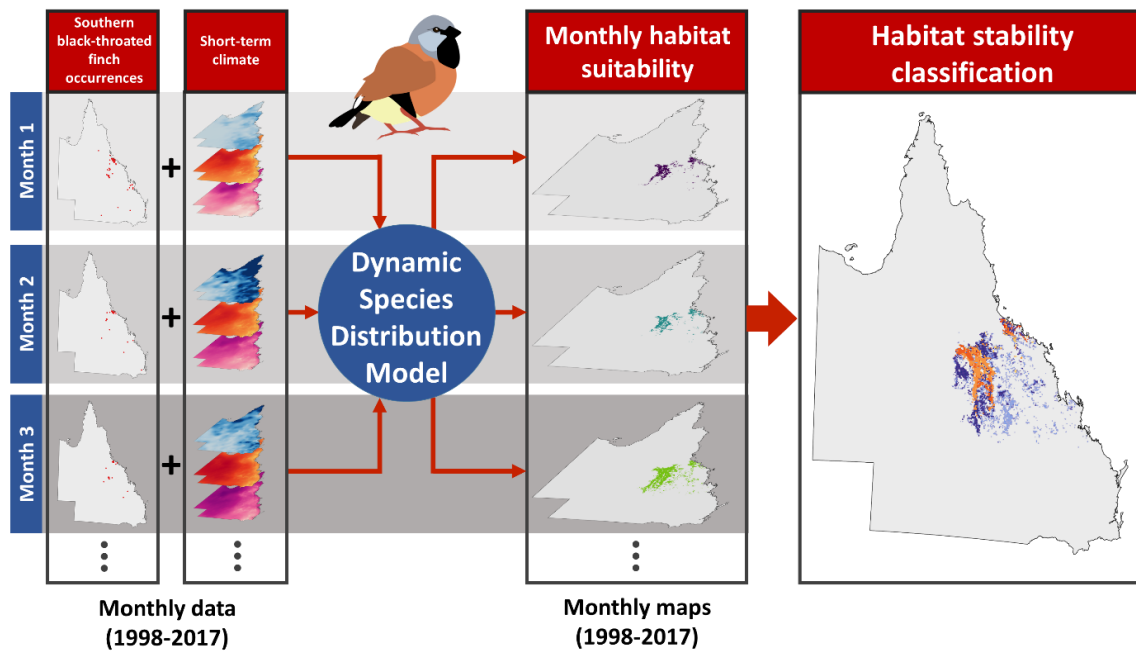 Southern
black-throated
finch
occurrences
Short-term
climate
Monthly habitat
suitability
Habitat stability
classification
Month 1
+
Month 2
+
Month 3
+
Dynamic
Species
Distribution
Model
Monthly data
(1998-2017)
Monthly maps
(1998-2017)